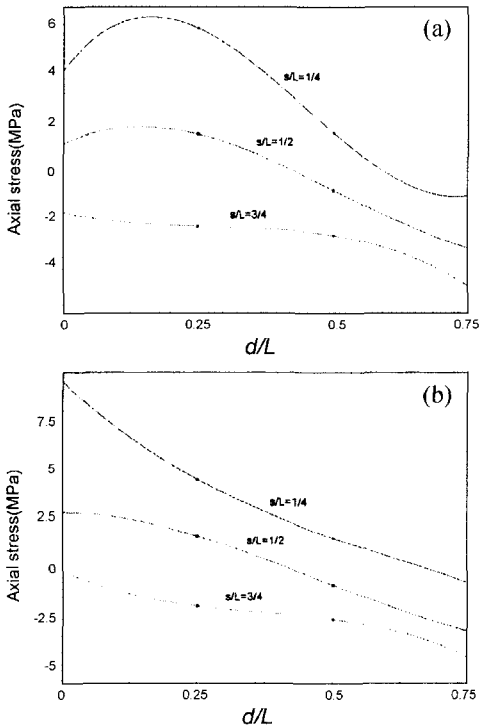 (a)
6
4
2
0
-2
-4
Axial stress(MPa)
s/L=1/4
s/L=1/2
s/L=3/4
0 0.25 0.5 0.75
d/L
(b)
7.5
5
2.5
0
-2.5
-5
Axial stress(MPa)
s/L=1/4
s/L=1/2
s/L=3/4
0 0.25 0.5 0.75
d/L